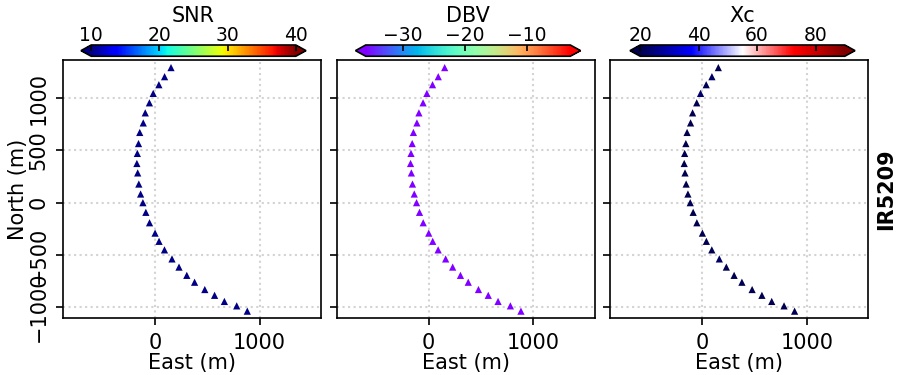 SNR
10 20 30 40
DBV
−30 −20 −10
Xc
20 40 60 80
North (m)
1000
500
0
−500
−1000
0 1000
East (m)
0 1000
East (m)
0 1000
East (m)
IR5209